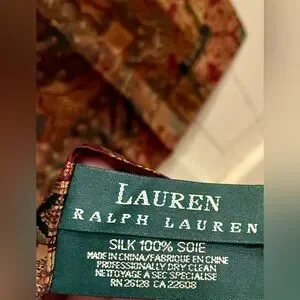 LAUREN
RALPH LAUREN
SILK 100% SOIE
MADE IN CHINA/FABRIQUE EN CHINE
PROFESSIONALLY DRY CLEAN
NETTOYAGE A SEC SPECIALISE
RN 26128 CA 22608